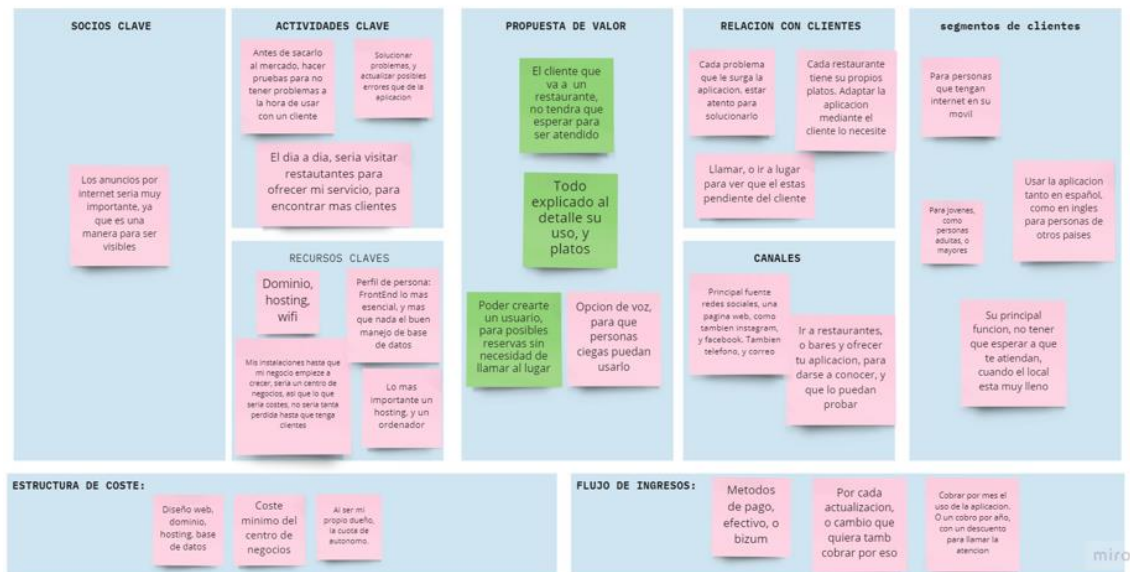 SOCIOS CLAVE
Los anuncios por
internet seria muy
importante, ya
que es una
manera para ser
visibles
ACTIVIDADES CLAVE
Antes de sacarlo
al mercado, hacer
pruebas para no
tener problemas a
la hora de usar
con un cliente
Solucionar
problemas, y
actualizar posibles
errores que de la
aplicacion
El dia a dia, seria visitar
restautantes para
ofrecer mi servicio, para
encontrar mas clientes
RECURSOS CLAVES
Dominio,
hosting,
wifi
Perfil de persona:
FrontEnd lo mas
esencial, y mas
que nada el buen
manejo de base
de datos
Mis instalaciones hasta que
mi negocio empieze a
crecer, seria un centro de
negocios, asi que lo que
seria costes, no seria tanta
perdida hasta que tenga
clientes
Lo mas
importante un
hosting, y un
ordenador
PROPUESTA DE VALOR
El cliente que
va a un
restaurante,
no tendra que
esperar para
ser atendido
Todo
explicado al
detalle su
uso, y
platos
Poder crearte
un usuario,
para posibles
reservas sin
necesidad de
llamar al lugar
Opcion de voz,
para que
personas
ciegas puedan
usarlo
RELACION CON CLIENTES
Cada problema
que le surga la
aplicacion, estar
atento para
solucionarlo
Cada restaurante
tiene su propios
platos. Adaptar la
aplicacion
mediante el
cliente lo necesite
Llamar, o ir a lugar
para ver que el estas
pendiente del cliente
CANALES
Principal fuente
redes sociales, una
pagina web, como
tambien instagram,
y facebook. Tambien
telefono, y correo
Ir a restaurantes,
o bares y ofrecer
tu aplicacion, para
darse a conocer, y
que lo puedan
probar
segmentos de clientes
Para personas
que tengan
internet en su
movil
Usar la aplicacion
tanto en español,
como en ingles
para personas de
otros paises
Para jovenes,
como
personas
adultas, o
mayores
Su principal
funcion, no tener
que esperar a que
te atiendan,
cuando el local
esta muy lleno
ESTRUCTURA DE COSTE:
Diseño web,
dominio,
hosting, base
de datos
Coste
minimo del
centro de
negocios
Al ser mi
propio dueño,
la cuota de
autonomo.
FLUJO DE INGRESOS:
Metodos
de pago,
efectivo, o
bizum
Por cada
actualizacion,
o cambio que
quiera tamb
cobrar por eso
Cobrar por mes el
uso de la aplicacion.
O un cobro por año,
con un descuento
para llamar la
atencion
miro